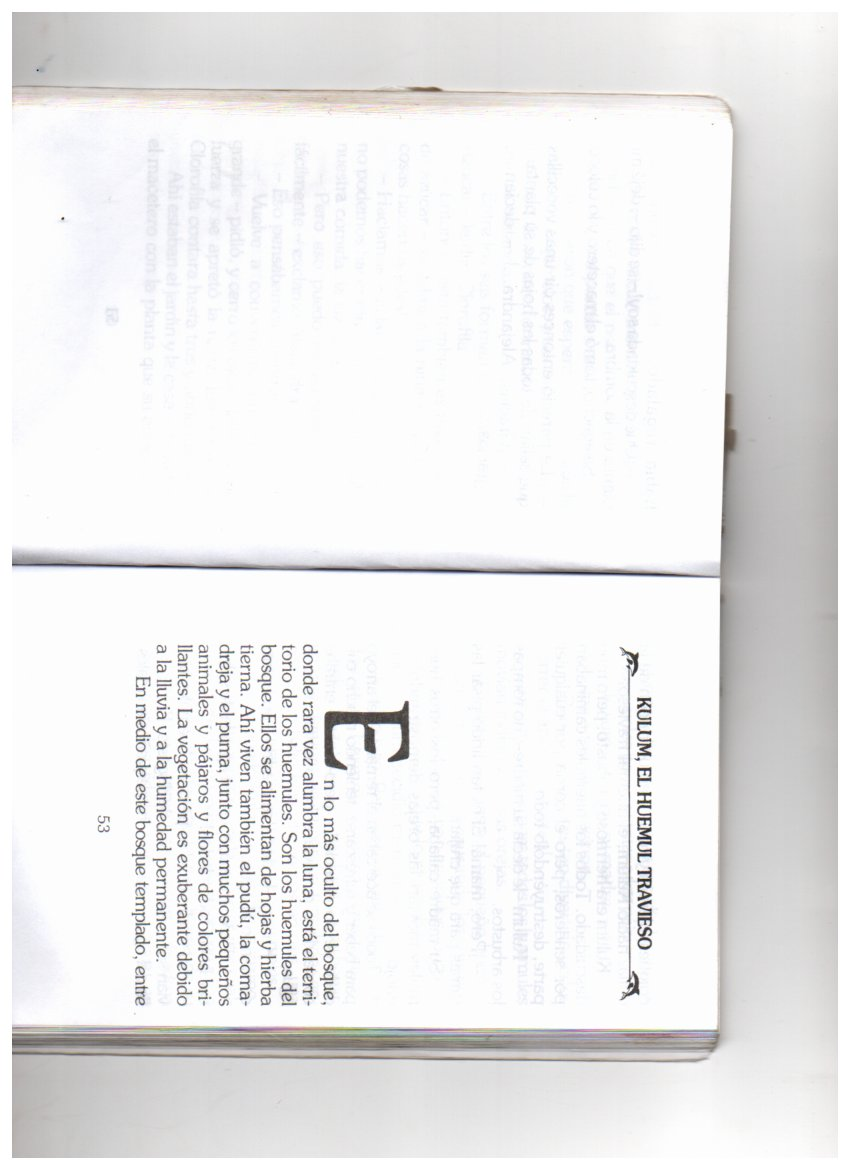 KULUM, EL HUEMUL TRAVIESO
En lo más oculto del bosque,
donde rara vez alumbra la luna, está el terri-
torio de los huemules. Son los huemules del
bosque. Ellos se alimentan de hojas y hierba
tierna. Ahí viven también el pudú, la coma-
dreja y el puma, junto con muchos pequeños
animales y pájaros y flores de colores bri-
llantes. La vegetación es exuberante debido
a la lluvia y a la humedad permanente.
En medio de este bosque templado, entre
53